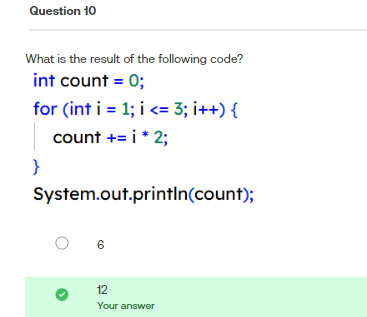 Question 10
What is the result of the following code?
int count = 0;
for (int i = 1; i <= 3; i++) {
count += i * 2;
}
System.out.println(count);
6
12
Your answer